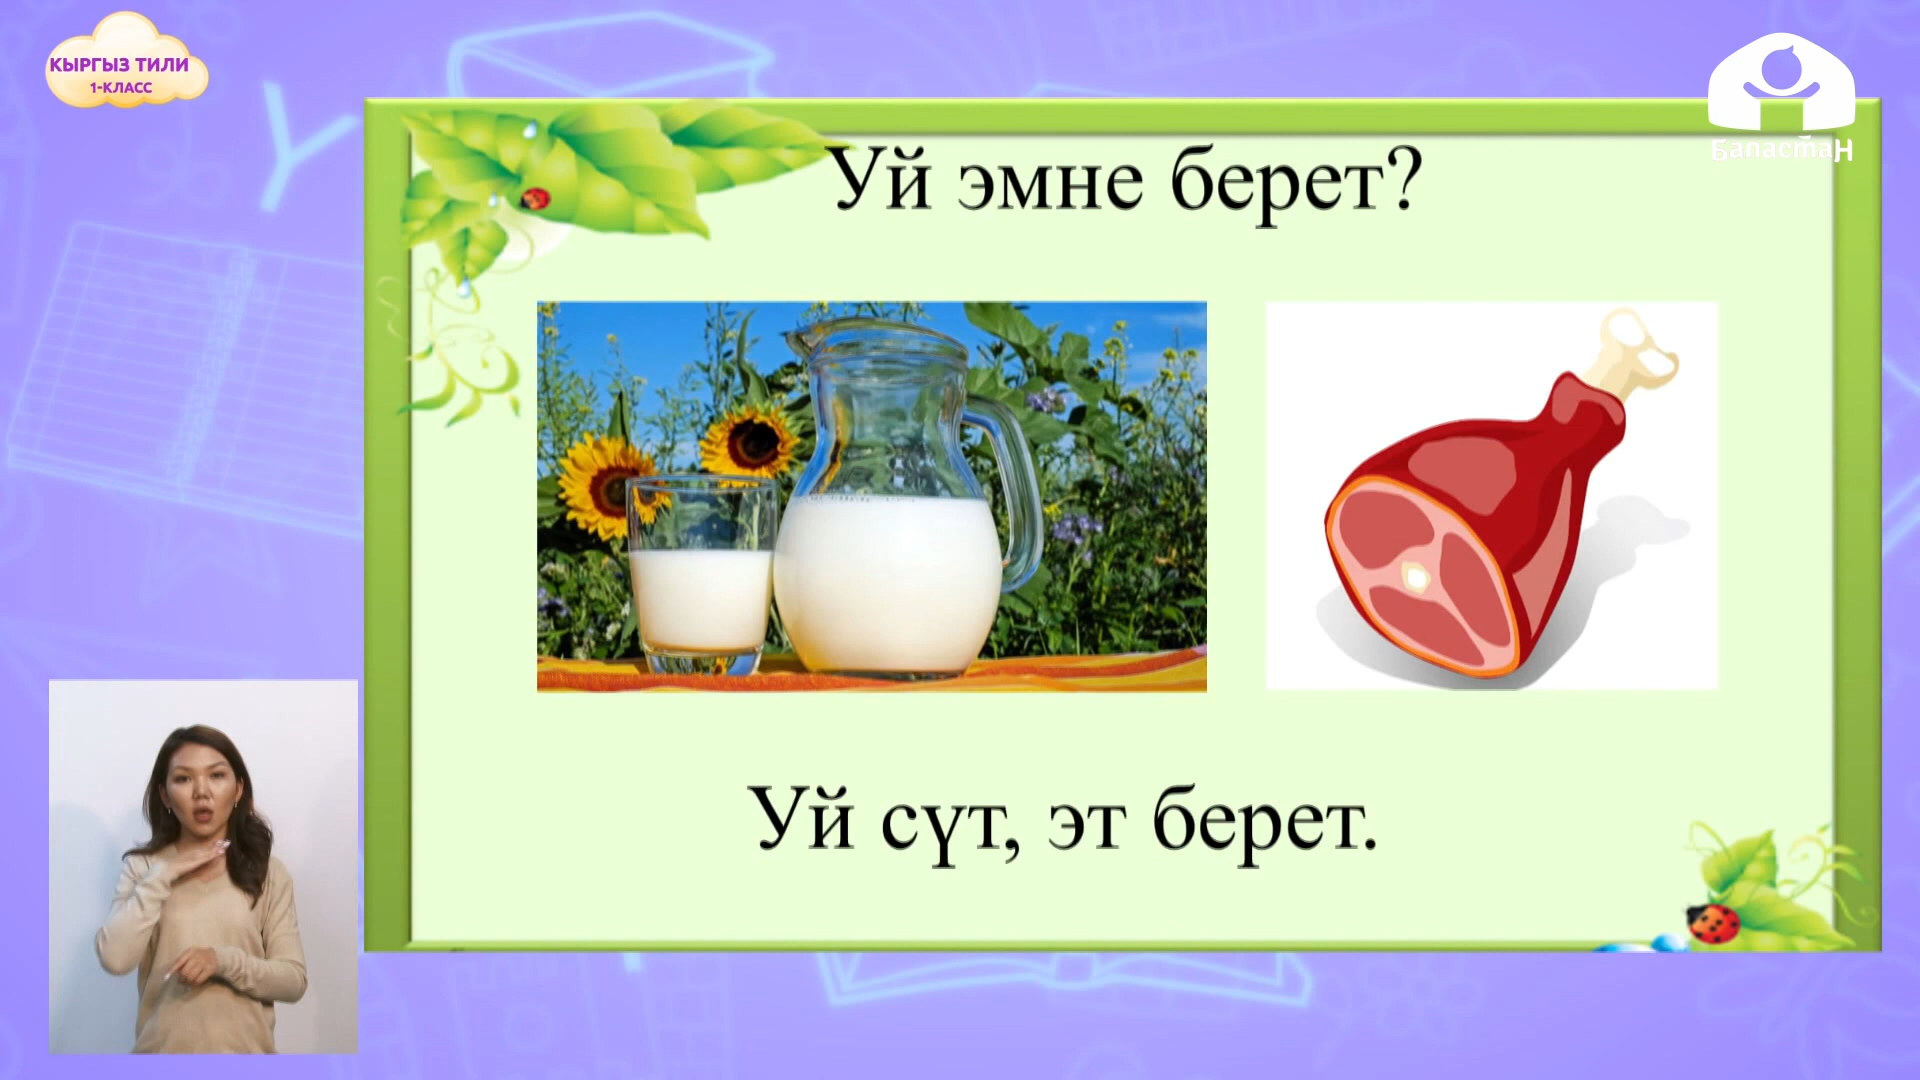 КЫРГЫЗ ТИЛИ
1-КЛАСС
Баластан
Уй эмне берет?
Уй сүт, эт берет.